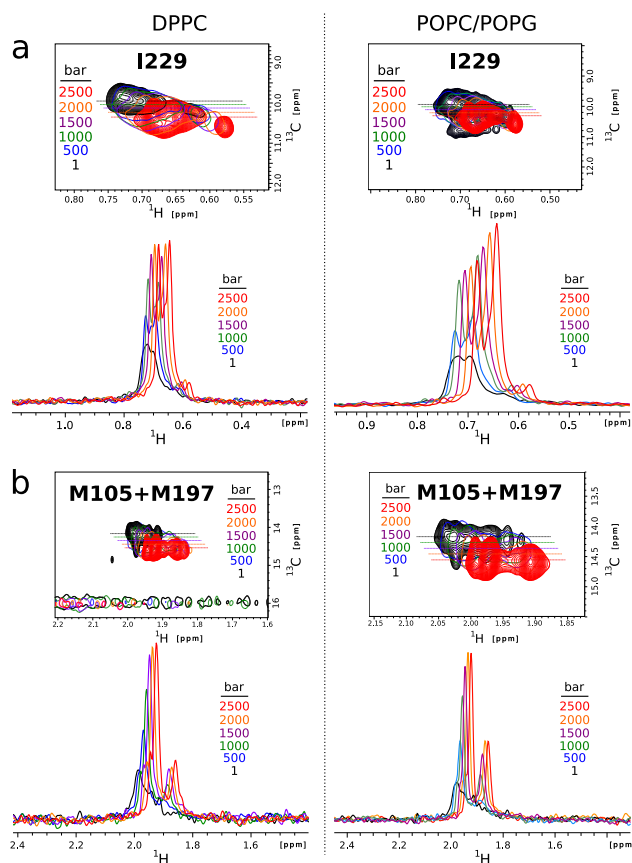 DPPC
POPC/POPG
a
I229
bar
2500
2000
1500
1000
500
1
9.0
10.0
11.0
12.0
13C [ppm]
0.80 0.75 0.70 0.65 0.60 0.55
1H [ppm]
I229
bar
2500
2000
1500
1000
500
1
9.0
10.0
11.0
12.0
13C [ppm]
0.80 0.70 0.60 0.50
1H [ppm]
bar
2500
2000
1500
1000
500
1
1.0 0.8 0.6 0.4 [ppm]
1H
bar
2500
2000
1500
1000
500
1
0.9 0.8 0.7 0.6 0.5 [ppm]
1H
b
M105+M197
bar
2500
2000
1500
1000
500
1
13
14
15
16
13C [ppm]
2.2 2.1 2.0 1.9 1.8 1.7 1.6
1H [ppm]
M105+M197
bar
2500
2000
1500
1000
500
1
13.5
14.0
14.5
15.0
13C [ppm]
2.15 2.10 2.05 2.00 1.95 1.90 1.85
1H [ppm]
bar
2500
2000
1500
1000
500
1
2.4 2.2 2.0 1.8 1.6 [ppm]
1H
bar
2500
2000
1500
1000
500
1
2.4 2.2 2.0 1.8 1.6 [ppm]
1H